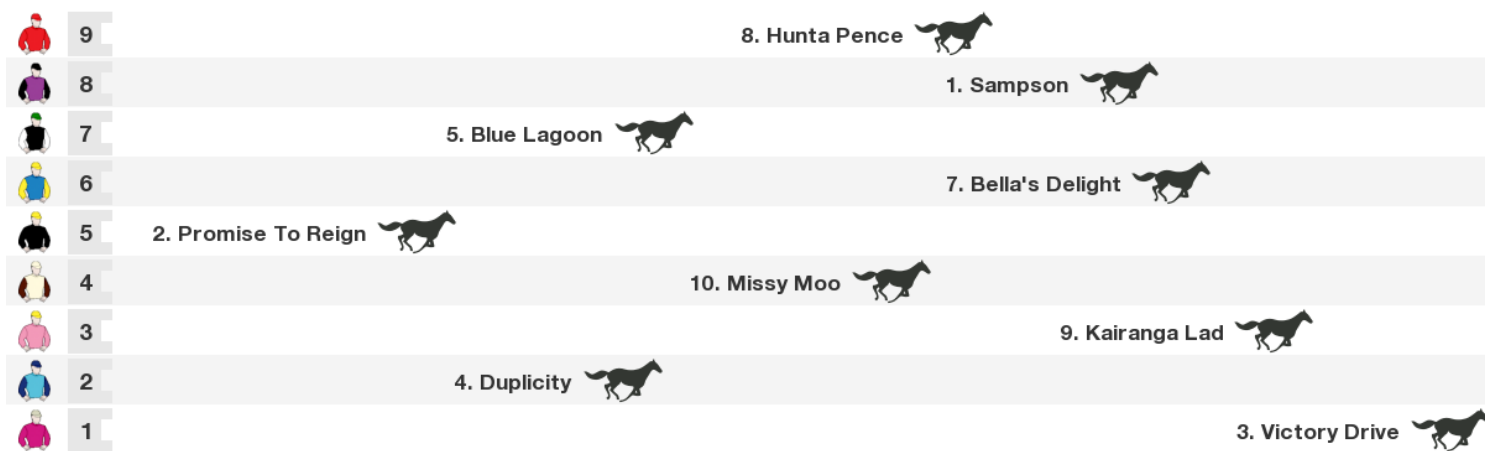 9 8. Hunta Pence
8 1. Sampson
7 5. Blue Lagoon
6 7. Bella's Delight
5 2. Promise To Reign
4 10. Missy Moo
3 9. Kairanga Lad
2 4. Duplicity
1 3. Victory Drive